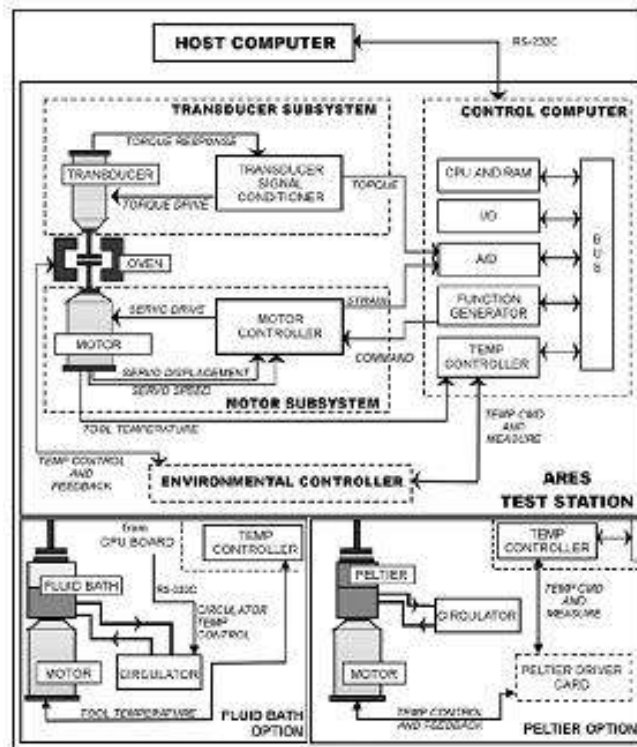 HOST COMPUTER
RS-232C
TRANSDUCER SUBSYSTEM
CONTROL COMPUTER
TORQUE RESPONSE
TRANSDUCER
TRANSDUCER
SIGNAL
CONDITIONER
TORQUE DRIVE
TORQUE
CPU AND RAM
I/O
A/D
BUS
OVEN
STRAIN
FUNCTION
GENERATOR
SERVO DRIVE
MOTOR
CONTROLLER
MOTOR
COMMAND
TEMP
CONTROLLER
SERVO DISPLACEMENT
SERVO SPEED
MOTOR SUBSYSTEM
TOOL TEMPERATURE
TEMP CMD
AND
MEASURE
TEMP CONTROL
AND
FEEDBACK
ENVIRONMENTAL CONTROLLER
ARES
TEST STATION
from
CPU BOARD
TEMP
CONTROLLER
FLUID BATH
RS-232C
CIRCULATOR
TEMP
CONTROL
MOTOR
CIRCULATOR
TOOL TEMPERATURE
FLUID BATH
OPTION
TEMP
CONTROLLER
PELTIER
TEMP CMD
AND
MEASURE
CIRCULATOR
MOTOR
PELTIER DRIVER
CARD
TEMP CONTROL
AND FEEDBACK
PELTIER OPTION